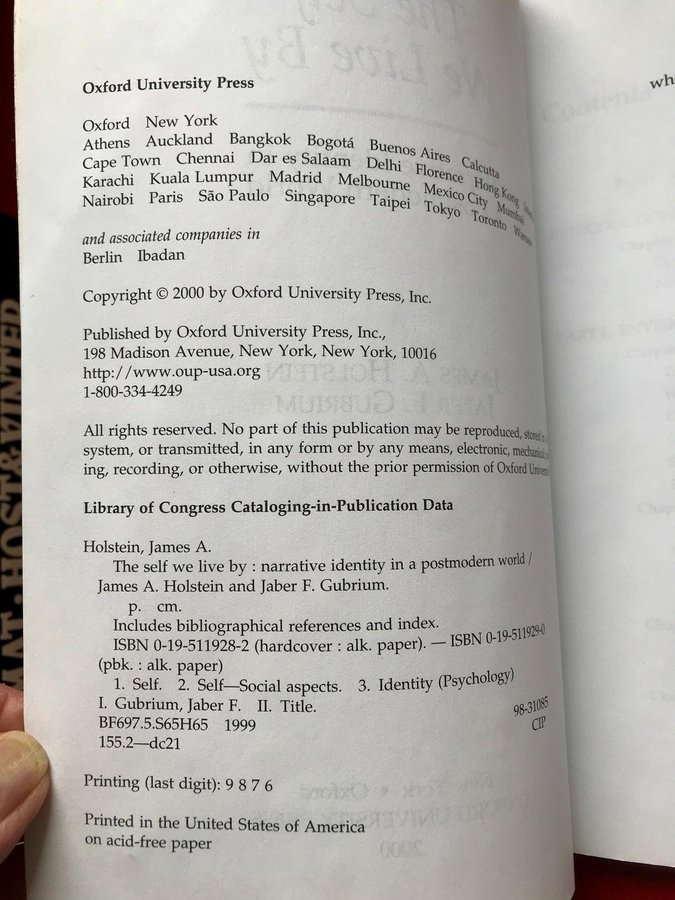 Oxford University Press
Oxford New York
Athens Auckland Bangkok Bogotá Buenos Aires Calcutta
Cape Town Chennai Dar es Salaam Delhi Florence Hong Kong
Karachi Kuala Lumpur Madrid Melbourne Mexico City Mumbai
Nairobi Paris São Paulo Singapore Taipei Tokyo Toronto Warsaw
and associated companies in
Berlin Ibadan
Copyright © 2000 by Oxford University Press, Inc.
Published by Oxford University Press, Inc.,
198 Madison Avenue, New York, New York, 10016
http://www.oup-usa.org
1-800-334-4249
All rights reserved. No part of this publication may be reproduced, stored
system, or transmitted, in any form or by any means, electronic, mechanical,
ing, recording, or otherwise, without the prior permission of Oxford
Library of Congress Cataloging-in-Publication Data
Holstein, James A.
The self we live by : narrative identity in a postmodern world /
James A. Holstein and Jaber F. Gubrium.
p. cm.
Includes bibliographical references and index.
ISBN 0-19-511928-2 (hardcover : alk. paper). — ISBN 0-19-511929-0
(pbk. : alk. paper)
1. Self. 2. Self—Social aspects. 3. Identity (Psychology)
I. Gubrium, Jaber F. II. Title.
BF697.5.S65H65 1999
98-31085
CIP
155.2—dc21
Printing (last digit): 9 8 7 6
Printed in the United States of America
on acid-free paper
HOST & VINTER